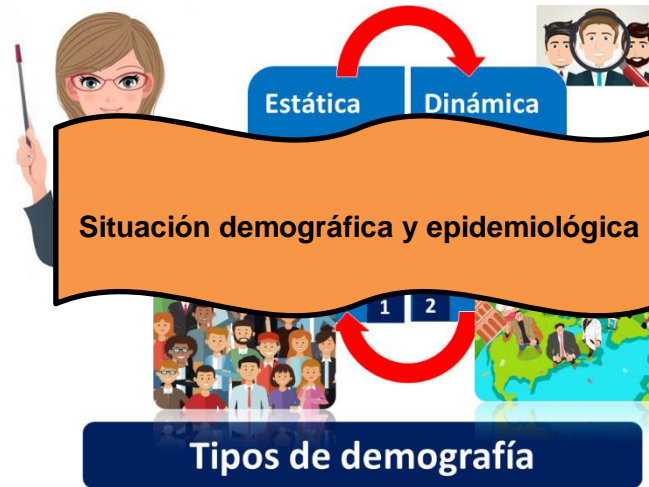 Estática
Dinámica
Situación demográfica y epidemiológica
1
2
Tipos de demografía